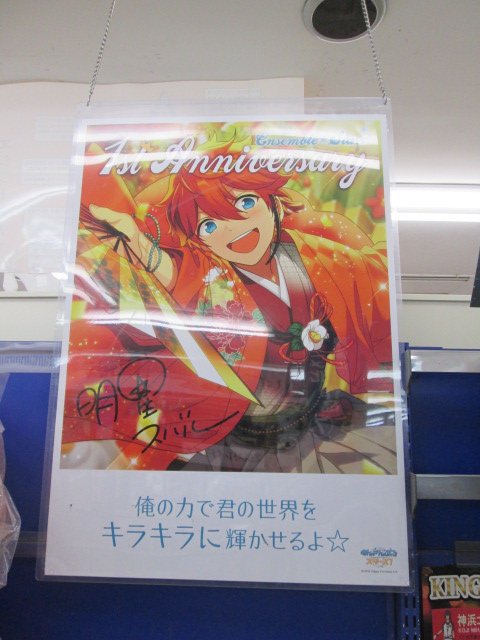 Ensemble Stars
1st Anniversary
明星
スバル
俺の力で君の世界を
キラキラに輝かせるよ☆
あんさんぶる
スターズ!
KING
神浜コ